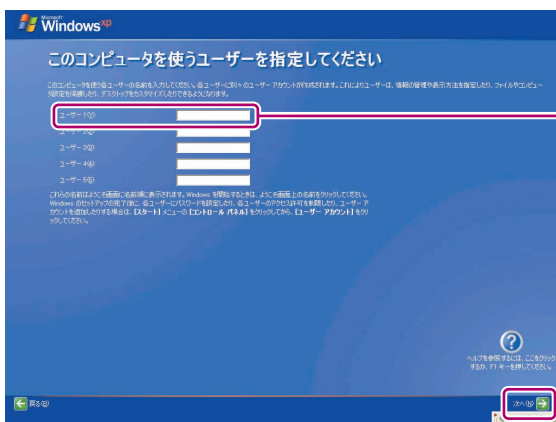 Microsoft
Windows xp
このコンピュータを使うユーザーを指定してください
このコンピュータを使う各ユーザーの名前を入力してください。各ユーザーに別々のユーザー アカウントが作成されます。これによりユーザーは、情報の管理や表示方法を指定したり、ファイルやコンピュー
タ設定を保護したり、デスクトップをカスタマイズしたりできるようになります。
ユーザー 1(Y):
ユーザー 2(2):
ユーザー 3(3):
ユーザー 4(4):
ユーザー 5(5):
これらの名前はようこそ画面に名前順に表示されます。Windows を開始するときは、ようこそ画面上の名前をクリックしてください。
Windows のセットアップの完了後に、各ユーザーにパスワードを設定したり、各ユーザーのアクセス許可を制限したり、ユーザー ア
カウントを追加したりする場合は、[スタート] メニューの [コントロール パネル] をクリックしてから、[ユーザー アカウント] をクリ
ックしてください。
ヘルプを参照するには、ここをクリック
するか、F1 キーを押してください。
戻る(B)
次へ(N)